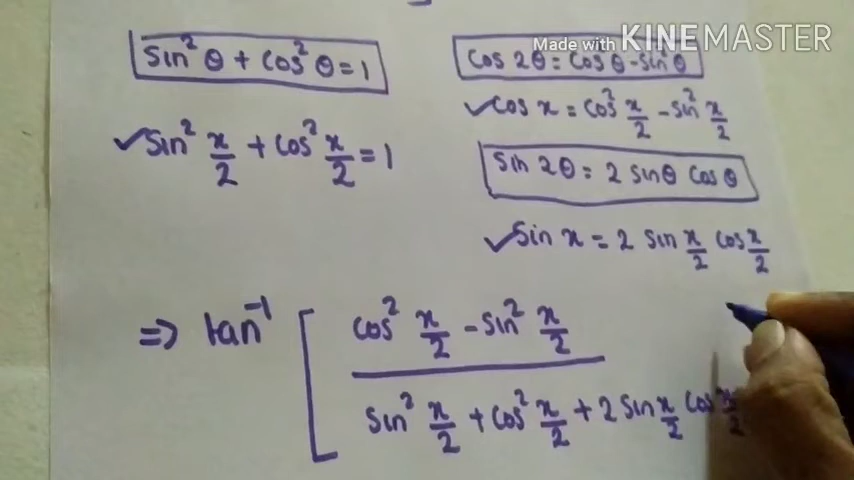 Made with KINEMASTER
sin² θ + cos² θ = 1
cos 2θ = cos²θ - sin²θ
✓ cos x = cos² x/2 - sin² x/2
✓ sin² x/2 + cos² x/2 = 1
sin 2θ = 2 sinθ cos θ
✓ sin x = 2 sin x/2 cos x/2
=> tan⁻¹ [ cos² x/2 - sin² x/2
sin² x/2 + cos² x/2 + 2 sin x/2 cos x/2